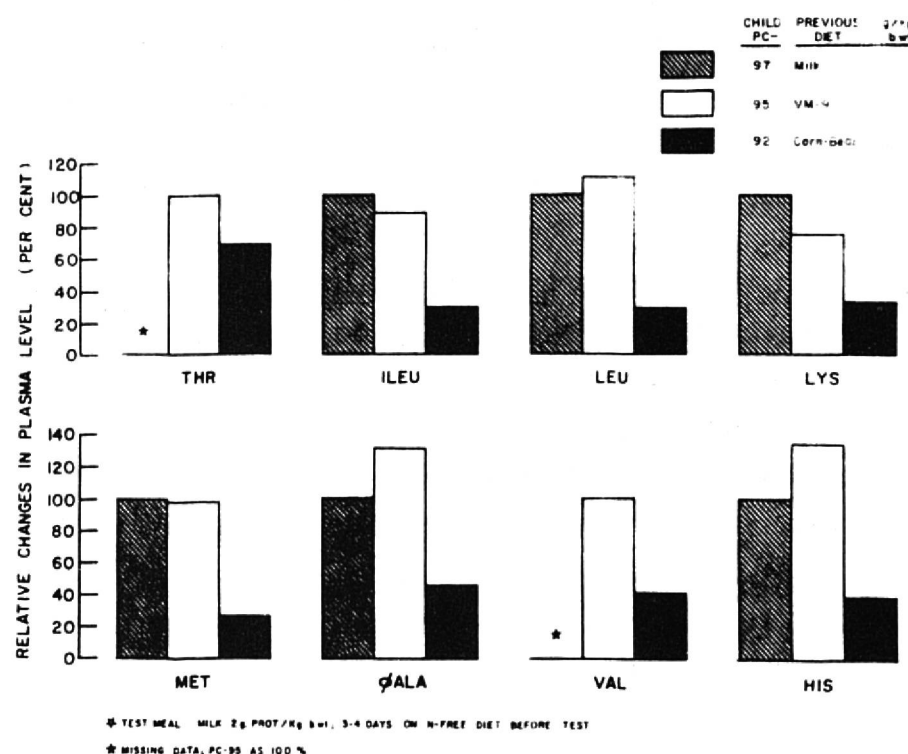 CHILD PREVIOUS
PC- DIET
97 Milk
95 VM-9
92
RELATIVE CHANGES IN PLASMA LEVEL (PER CENT)
120
100
80
60
40
20
0
THR ILEU LEU LYS
140
120
100
80
60
40
20
0
MET ØALA VAL HIS
* TEST MEAL MILK 2g PROT/Kg bwt, 3-4 DAYS ON N-FREE DIET BEFORE TEST
★ MISSING DATA, PC-95 AS 100 %